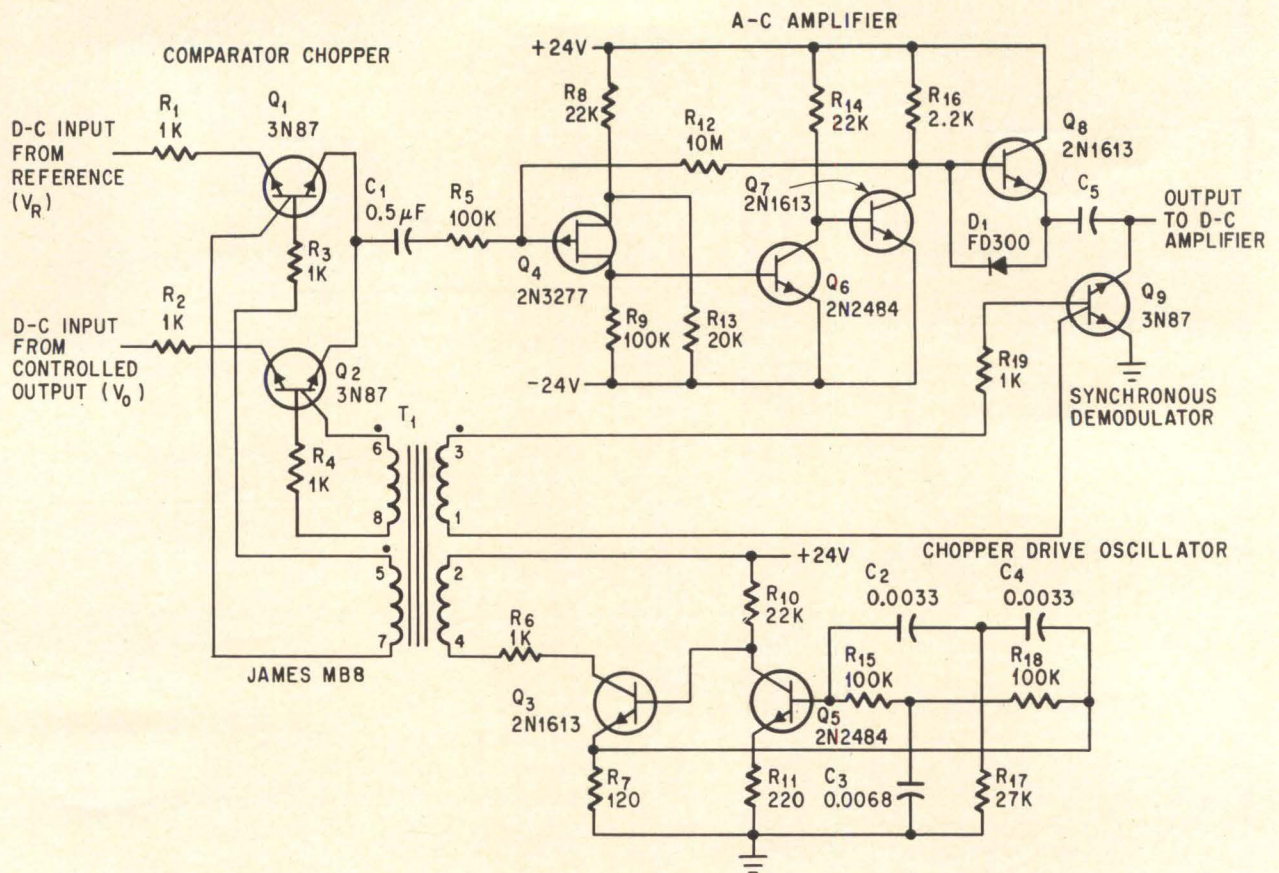 A-C AMPLIFIER
COMPARATOR CHOPPER
+24V
R1
1K
Q1
3N87
D-C INPUT
FROM
REFERENCE
(VR)
R8
22K
R12
10M
R14
22K
R16
2.2K
Q8
2N1613
C1
0.5μF
R5
100K
Q7
2N1613
C5
OUTPUT
TO D-C
AMPLIFIER
D1
FD300
R3
1K
Q4
2N3277
Q6
2N2484
Q9
3N87
R2
1K
D-C INPUT
FROM
CONTROLLED
OUTPUT (VO)
Q2
3N87
R9
100K
R13
20K
-24V
R19
1K
SYNCHRONOUS
DEMODULATOR
T1
R4
1K
6
8
3
1
5
7
2
4
JAMES MB8
+24V
CHOPPER DRIVE OSCILLATOR
R10
22K
C2
0.0033
C4
0.0033
R6
1K
R15
100K
R18
100K
Q3
2N1613
Q5
2N2484
R7
120
R11
220
C3
0.0068
R17
27K